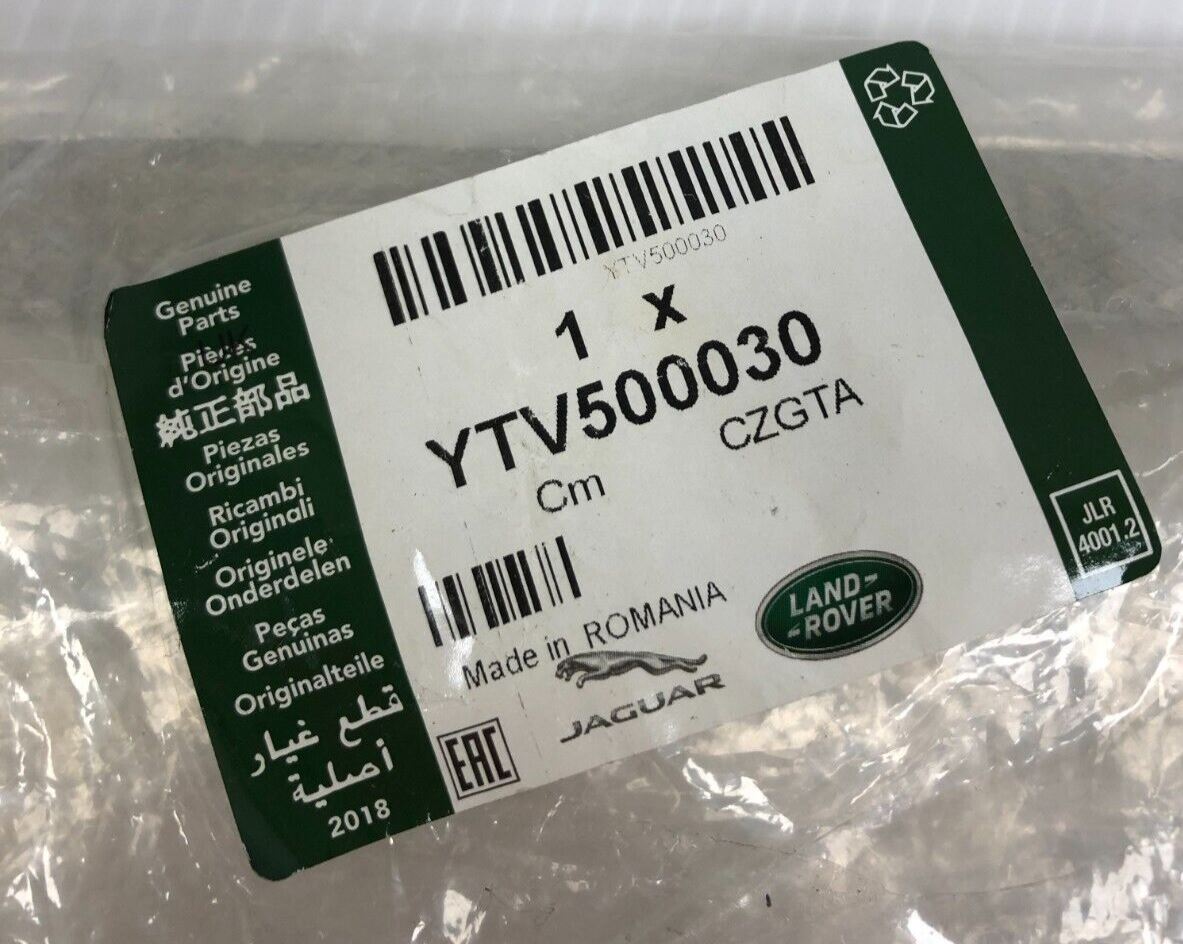 Genuine
Parts
Pièces
d'Origine
純正部品
Piezas
Originales
Ricambi
Originali
Originele
Onderdelen
Peças
Genuínas
Originalteile
قطع غيار
أصلية
2018
YTV500030
1 x
YTV500030
Cm CZGTA
Made in ROMANIA
JAGUAR
LAND-
-ROVER
EAC
JLR
4001.2